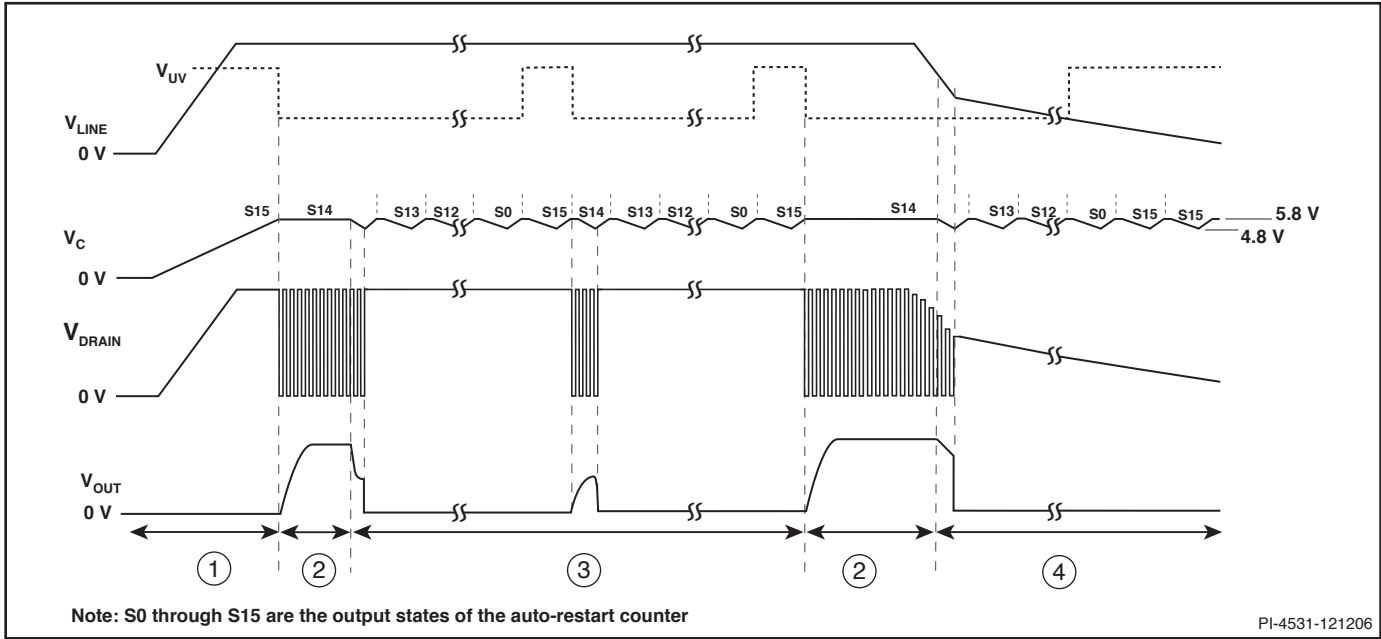 V_UV
V_LINE
0 V
S15 S14 S13 S12 S0 S15 S14 S13 S12 S0 S15 S14 S13 S12 S0 S15 S15 5.8 V
4.8 V
V_C
0 V
V_DRAIN
0 V
V_OUT
0 V
1 2 3 2 4
Note: S0 through S15 are the output states of the auto-restart counter
PI-4531-121206